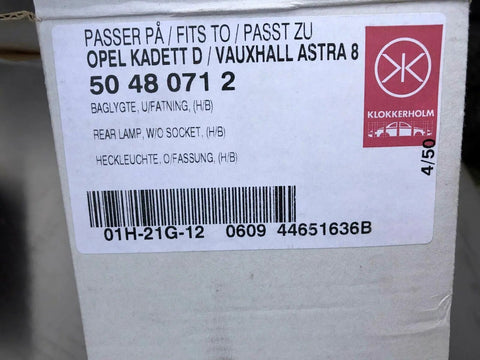 PASSER PÅ / FITS TO / PASST ZU
OPEL KADETT D / VAUXHALL ASTRA 8
50 48 071 2
BAGLYGTE, U/FATNING, (H/B)
REAR LAMP, W/O SOCKET, (H/B)
HECKLEUCHTE, O/FASSUNG, (H/B)
KLOKKERHOLM
4/50
01H-21G-12 0609 44651636B